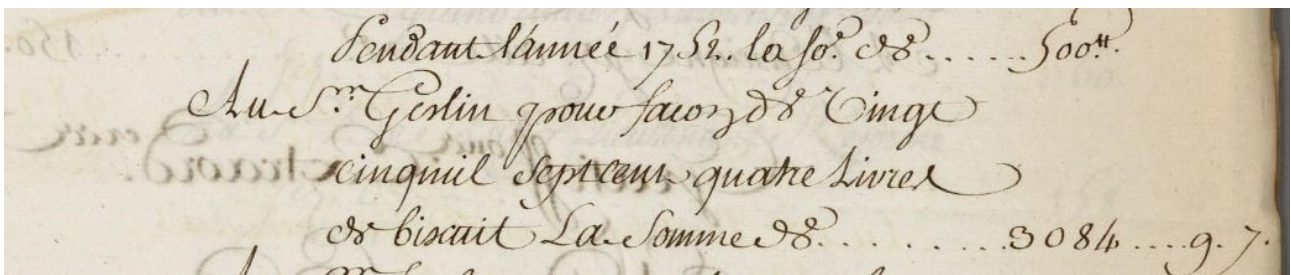 Pendant l'année 1752. la so.e de ..... 500.tt
Au S.r Gerlin pour façon de Vingt
cinq mil sept cent quatre Livres
de biscuit La Somme de ........ 3084 .... 9. 7.